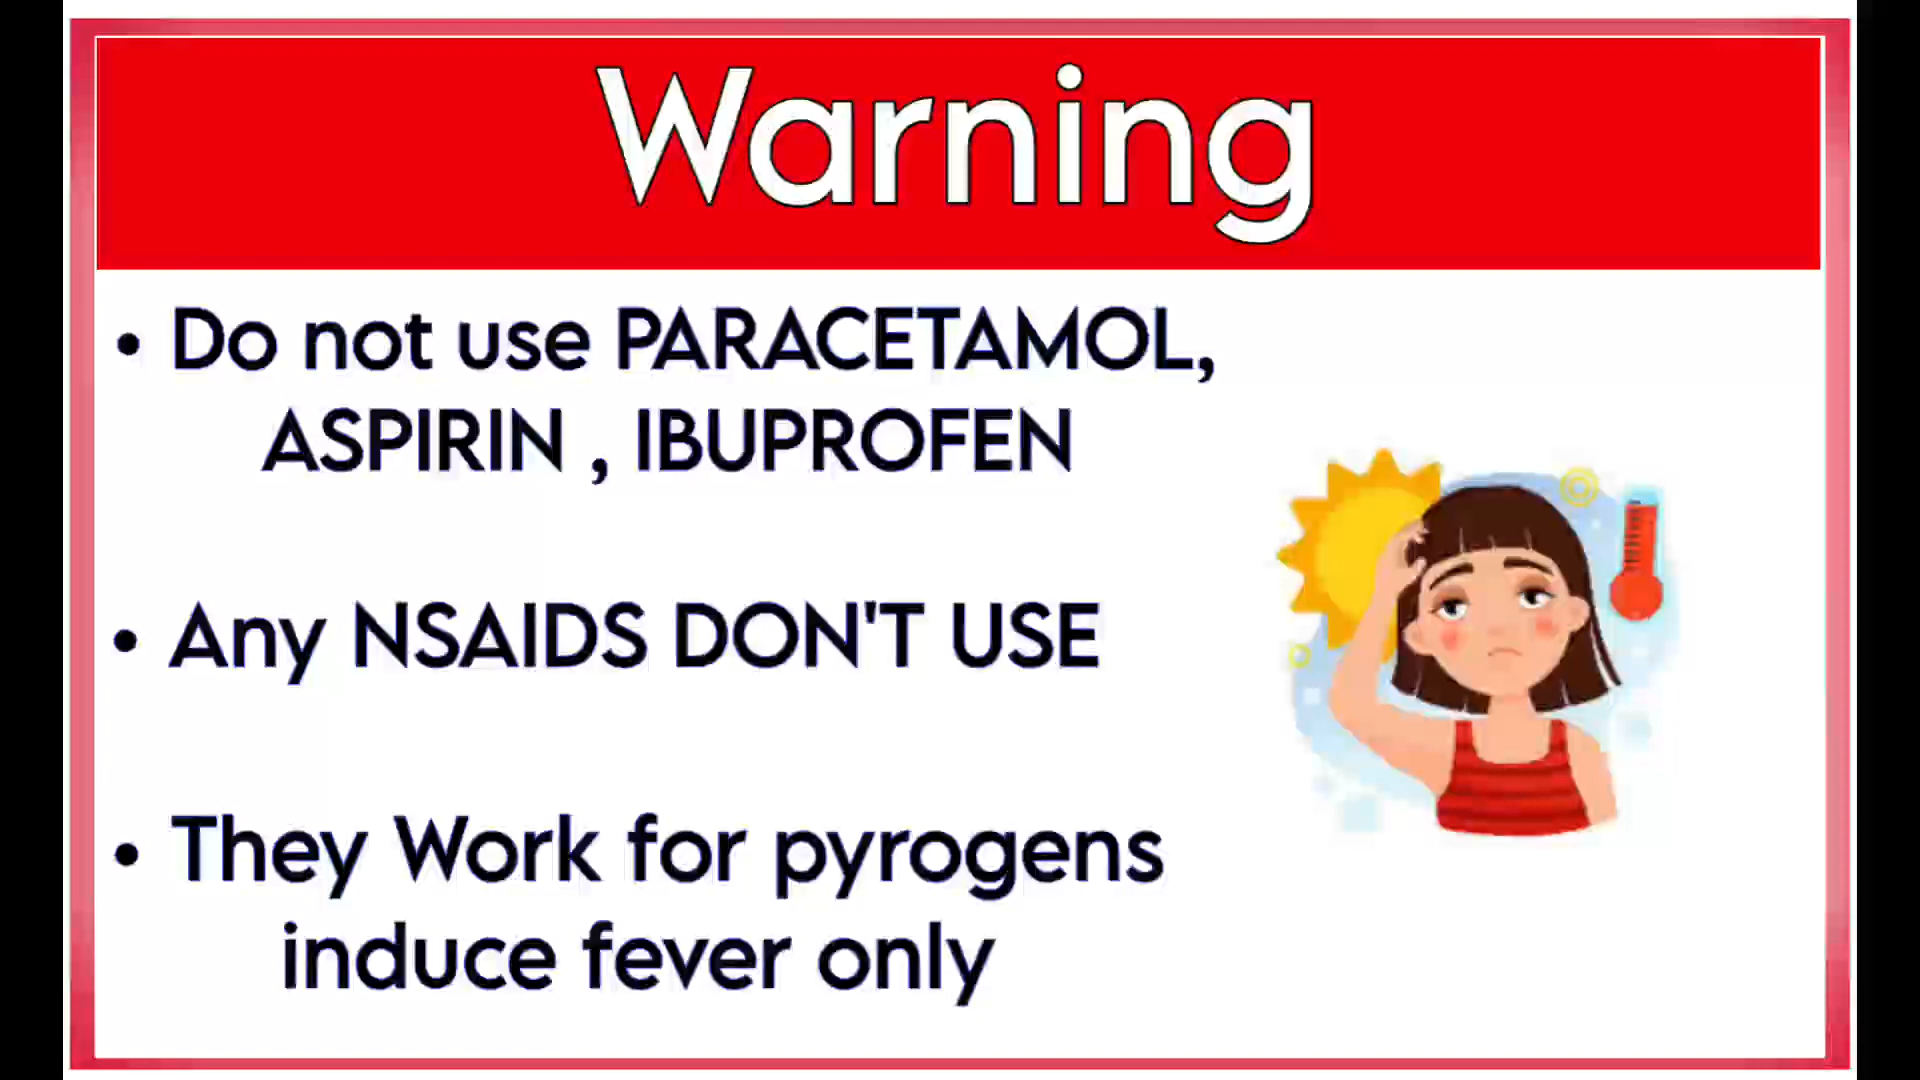 Warning
• Do not use PARACETAMOL,
ASPIRIN , IBUPROFEN
• Any NSAIDS DON'T USE
• They Work for pyrogens
induce fever only